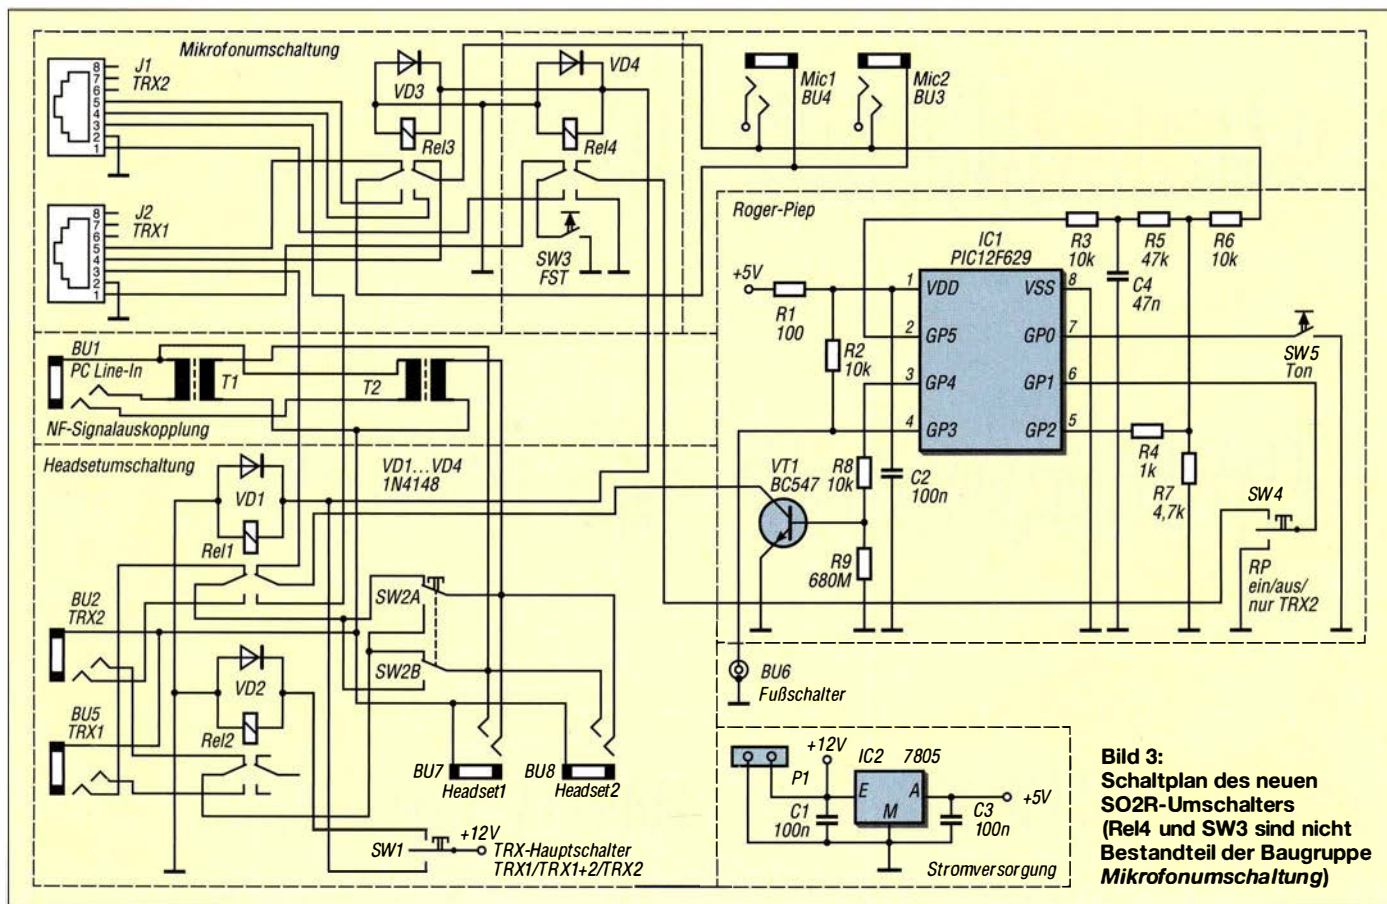 Mikrofonumschaltung
J1
TRX2
8
7
6
5
4
3
2
1
VD3
Rel3
VD4
Rel4
SW3
FST
Mic1
BU4
Mic2
BU3
J2
TRX1
8
7
6
5
4
3
2
1
Roger-Piep
IC1
PIC12F629
+5V
R1
100
R2
10k
1
VDD
VSS
8
2
GP5
GP0
7
3
GP4
GP1
6
4
GP3
GP2
5
R3
10k
R5
47k
R6
10k
C4
47n
SW5
Ton
R4
1k
R7
4,7k
SW4
RP
ein/aus/
nur TRX2
R8
10k
C2
100n
VT1
BC547
R9
680M
BU6
Fußschalter
BU1
PC Line-In
T1
T2
NF-Signalauskopplung
Headsetumschaltung
VD1...VD4
1N4148
VD1
Rel1
BU2
TRX2
SW2A
SW2B
VD2
Rel2
BU5
TRX1
BU7
Headset1
BU8
Headset2
SW1
+12V
TRX-Hauptschalter
TRX1/TRX1+2/TRX2
+12V
P1
IC2
7805
E
A
M
C1
100n
C3
100n
+5V
Stromversorgung
Bild 3:
Schaltplan des neuen
SO2R-Umschalters
(Rel4 und SW3 sind nicht
Bestandteil der Baugruppe
Mikrofonumschaltung)